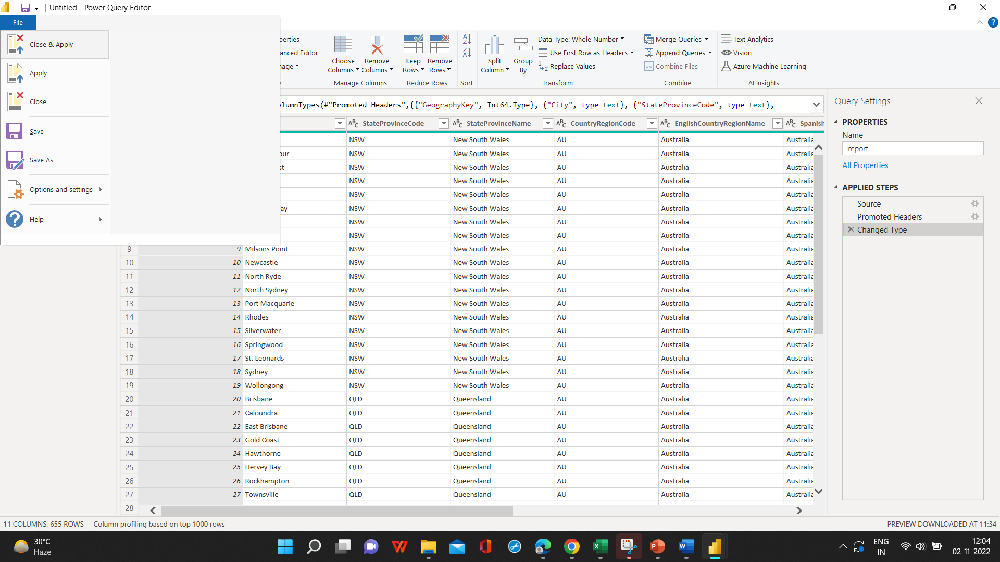 Untitled - Power Query Editor
File
Close & Apply
Apply
Close
Save
Save As
Options and settings
Help
Choose Columns
Remove Columns
Manage Columns
Keep Rows
Remove Rows
Reduce Rows
Sort
Split Column
Group By
Data Type: Whole Number
Use First Row as Headers
Replace Values
Transform
Merge Queries
Append Queries
Combine Files
Combine
Text Analytics
Vision
Azure Machine Learning
AI Insights
perties
anced Editor
nage
olumnTypes(#"Promoted Headers",{{"GeographyKey", Int64.Type}, {"City", type text}, {"StateProvinceCode", type text},
StateProvinceCode StateProvinceName CountryRegionCode EnglishCountryRegionName Spanish
NSW New South Wales AU Australia Australia
ur NSW New South Wales AU Australia Australia
st NSW New South Wales AU Australia Australia
NSW New South Wales AU Australia Australia
NSW New South Wales AU Australia Australia
ay NSW New South Wales AU Australia Australia
NSW New South Wales AU Australia Australia
NSW New South Wales AU Australia Australia
9 9 Milsons Point NSW New South Wales AU Australia Australia
10 10 Newcastle NSW New South Wales AU Australia Australia
11 11 North Ryde NSW New South Wales AU Australia Australia
12 12 North Sydney NSW New South Wales AU Australia Australia
13 13 Port Macquarie NSW New South Wales AU Australia Australia
14 14 Rhodes NSW New South Wales AU Australia Australia
15 15 Silverwater NSW New South Wales AU Australia Australia
16 16 Springwood NSW New South Wales AU Australia Australia
17 17 St. Leonards NSW New South Wales AU Australia Australia
18 18 Sydney NSW New South Wales AU Australia Australia
19 19 Wollongong NSW New South Wales AU Australia Australia
20 20 Brisbane QLD Queensland AU Australia Australia
21 21 Caloundra QLD Queensland AU Australia Australia
22 22 East Brisbane QLD Queensland AU Australia Australia
23 23 Gold Coast QLD Queensland AU Australia Australia
24 24 Hawthorne QLD Queensland AU Australia Australia
25 25 Hervey Bay QLD Queensland AU Australia Australia
26 26 Rockhampton QLD Queensland AU Australia Australia
27 27 Townsville QLD Queensland AU Australia Australia
28
Query Settings
PROPERTIES
Name
Import
All Properties
APPLIED STEPS
Source
Promoted Headers
Changed Type
11 COLUMNS, 655 ROWS Column profiling based on top 1000 rows
PREVIEW DOWNLOADED AT 11:34
30°C
Haze
ENG
IN
12:04
02-11-2022